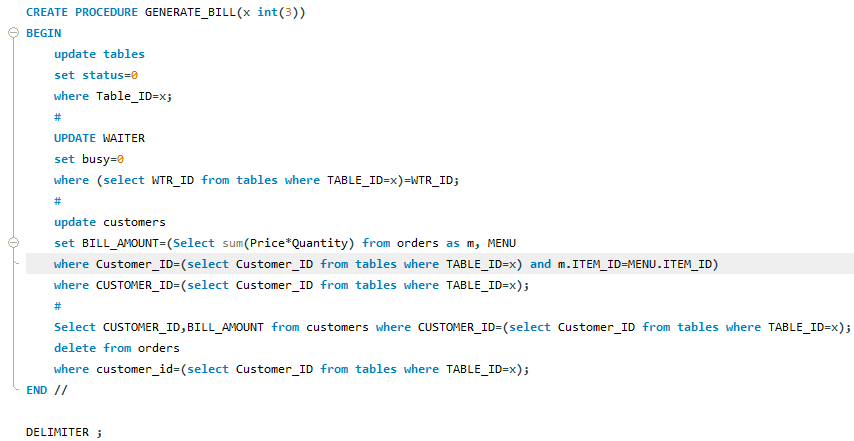 CREATE PROCEDURE GENERATE_BILL(x int(3))
BEGIN
update tables
set status=0
where Table_ID=x;
#
UPDATE WAITER
set busy=0
where (select WTR_ID from tables where TABLE_ID=x)=WTR_ID;
#
update customers
set BILL_AMOUNT=(Select sum(Price*Quantity) from orders as m, MENU
where Customer_ID=(select Customer_ID from tables where TABLE_ID=x) and m.ITEM_ID=MENU.ITEM_ID)
where CUSTOMER_ID=(select Customer_ID from tables where TABLE_ID=x);
#
Select CUSTOMER_ID,BILL_AMOUNT from customers where CUSTOMER_ID=(select Customer_ID from tables where TABLE_ID=x);
delete from orders
where customer_id=(select Customer_ID from tables where TABLE_ID=x);
END //
DELIMITER ;